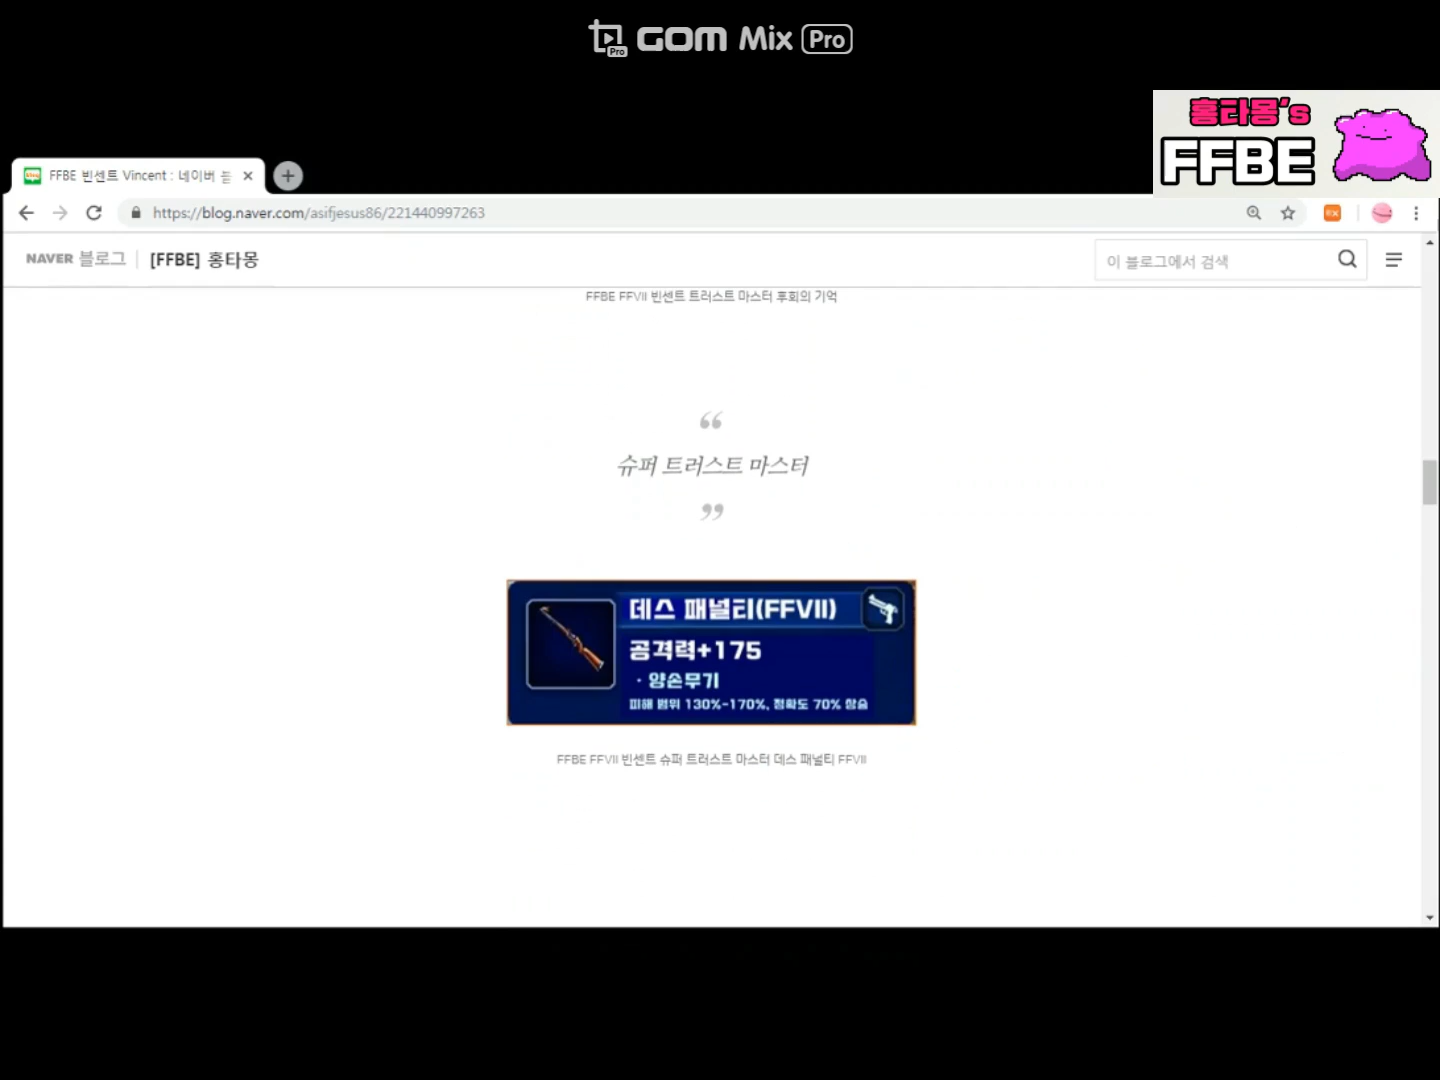 GOM Mix Pro
홍타몽's
FFBE
FFBE 빈센트 Vincent : 네이버 블
https://blog.naver.com/asifjesus86/221440997263
NAVER 블로그 [FFBE] 홍타몽
이 블로그에서 검색
FFBE FFVII 빈센트 트러스트 마스터 후회의 기억
“
슈퍼 트러스트 마스터
”
데스 패널티(FFVII)
공격력+175
· 양손무기
피해 범위 130%-170%, 정확도 70% 상승
FFBE FFVII 빈센트 슈퍼 트러스트 마스터 데스 패널티 FFVII